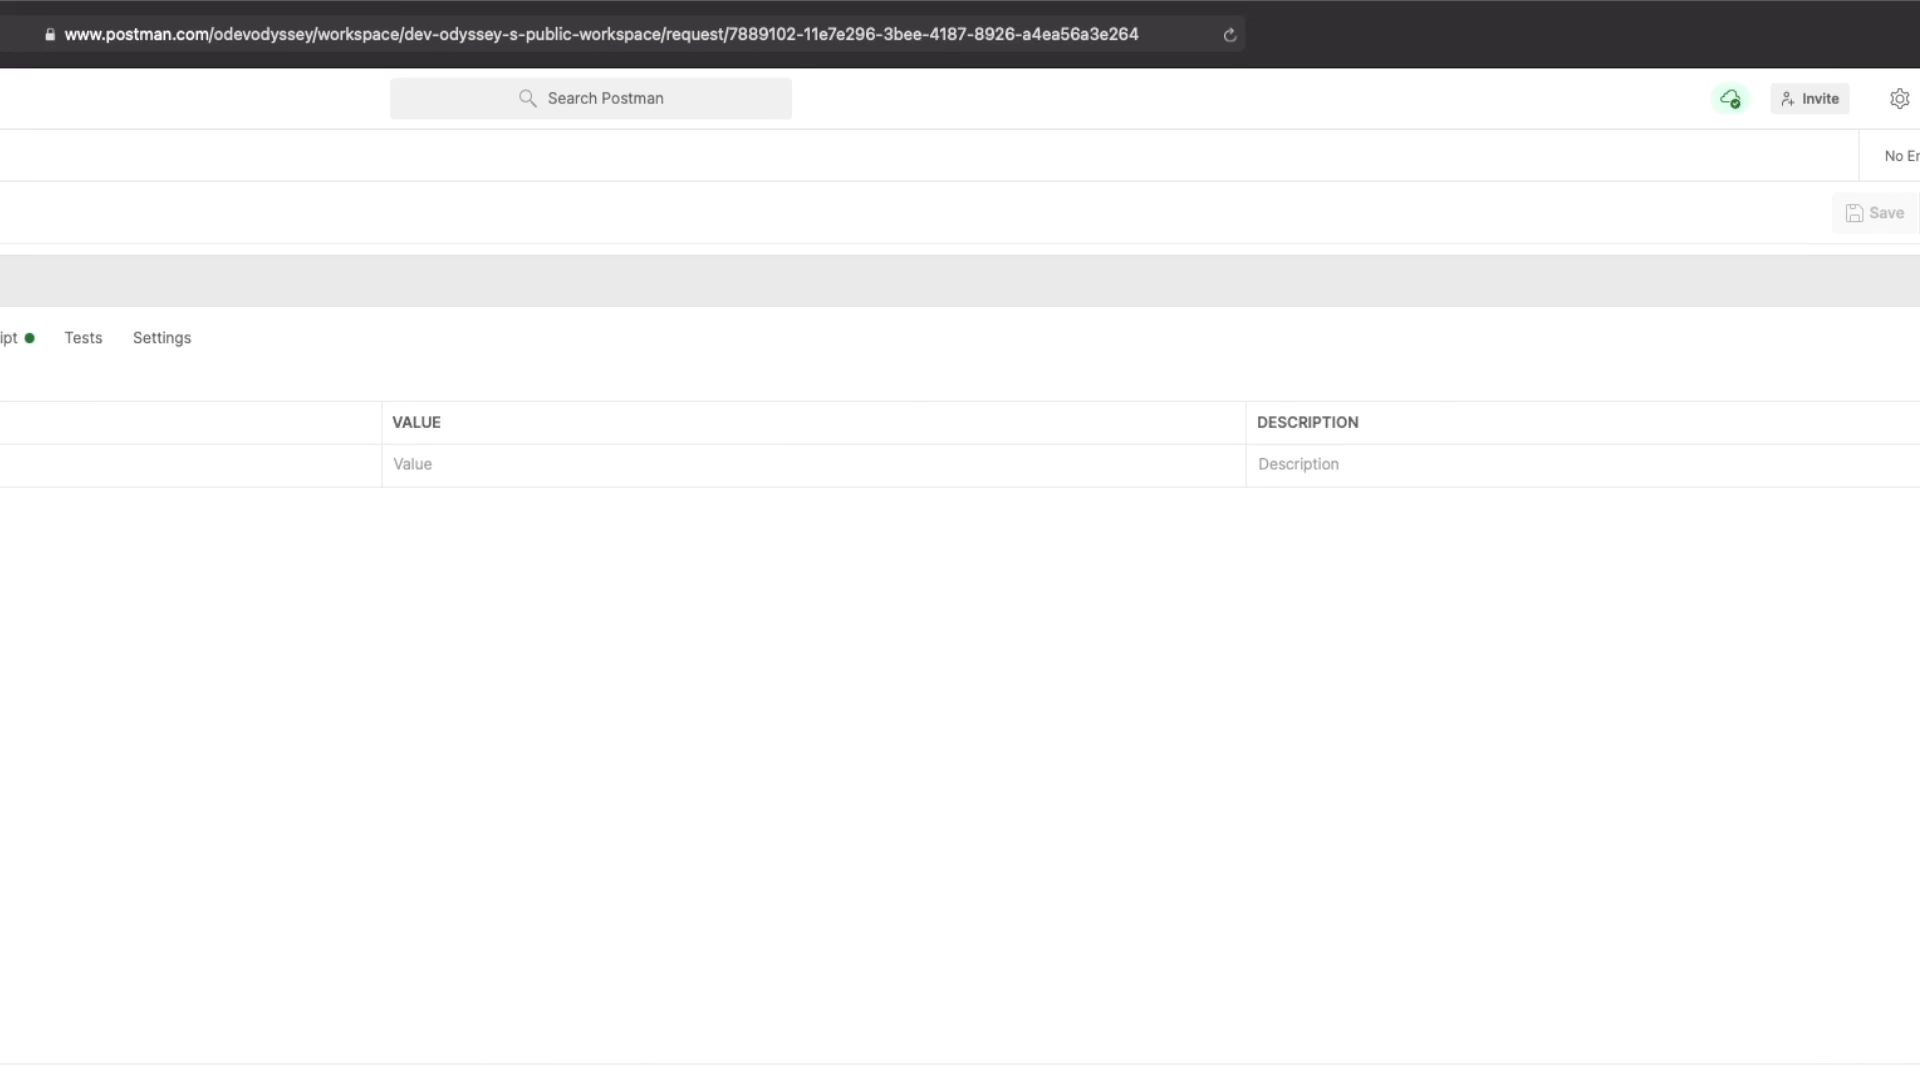 www.postman.com/odevodyssey/workspace/dev-odyssey-s-public-workspace/request/7889102-11e7e296-3bee-4187-8926-a4ea56a3e264
Search Postman
Invite
No Er
Save
ipt
Tests
Settings
VALUE
DESCRIPTION
Value
Description